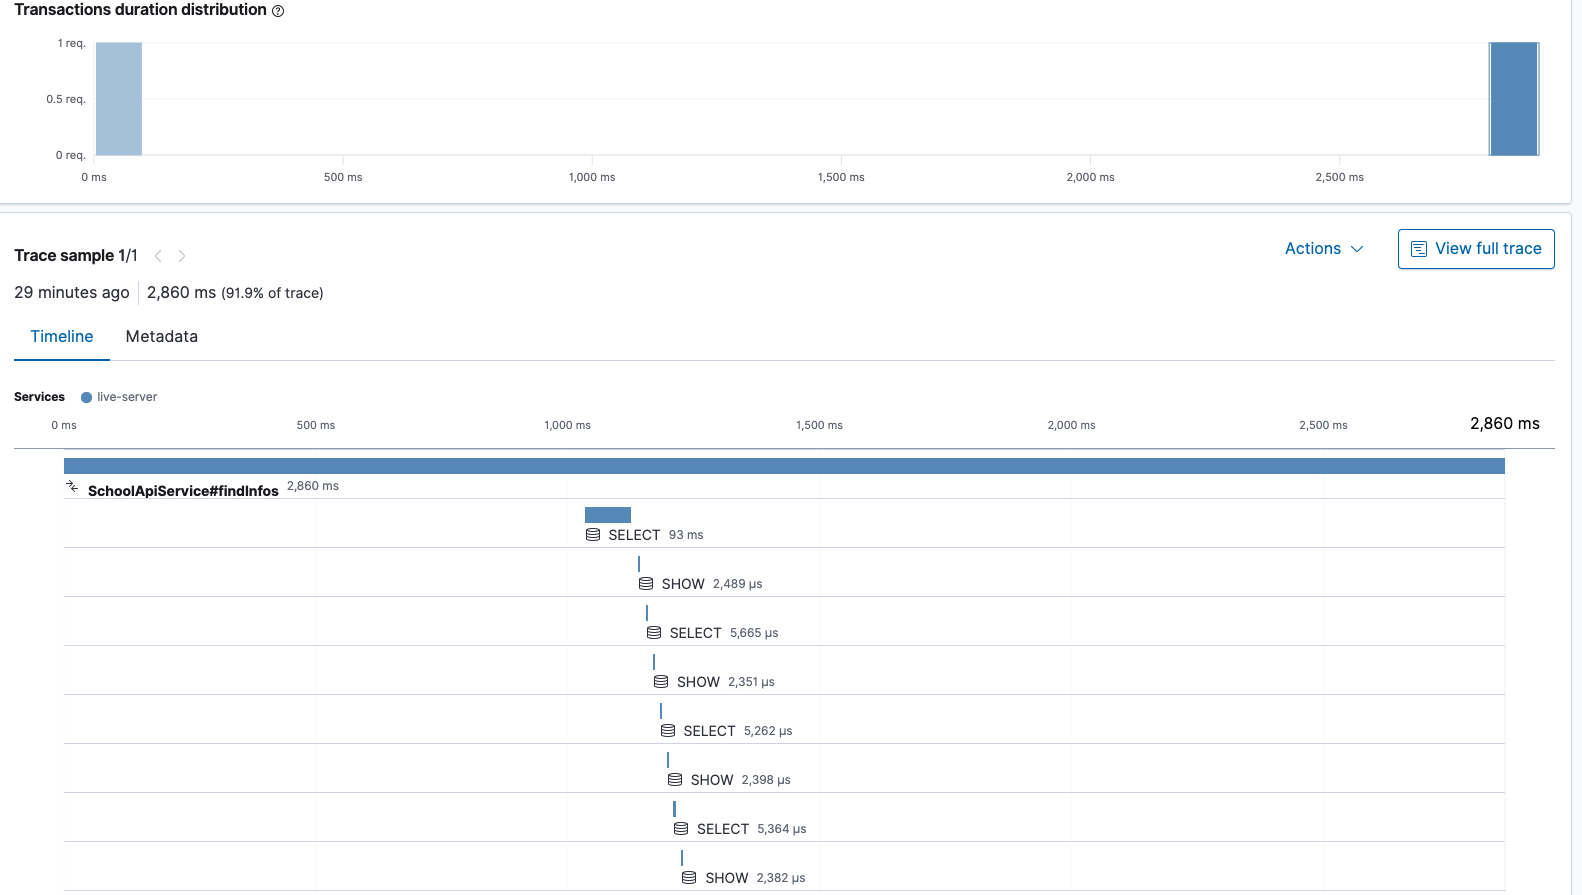 Transactions duration distribution
1 req.
0.5 req.
0 req.
0 ms 500 ms 1,000 ms 1,500 ms 2,000 ms 2,500 ms
Trace sample 1/1
Actions
View full trace
29 minutes ago 2,860 ms (91.9% of trace)
Timeline Metadata
Services live-server
0 ms 500 ms 1,000 ms 1,500 ms 2,000 ms 2,500 ms 2,860 ms
SchoolApiService#findInfos 2,860 ms
SELECT 93 ms
SHOW 2,489 μs
SELECT 5,665 μs
SHOW 2,351 μs
SELECT 5,262 μs
SHOW 2,398 μs
SELECT 5,364 μs
SHOW 2,382 μs